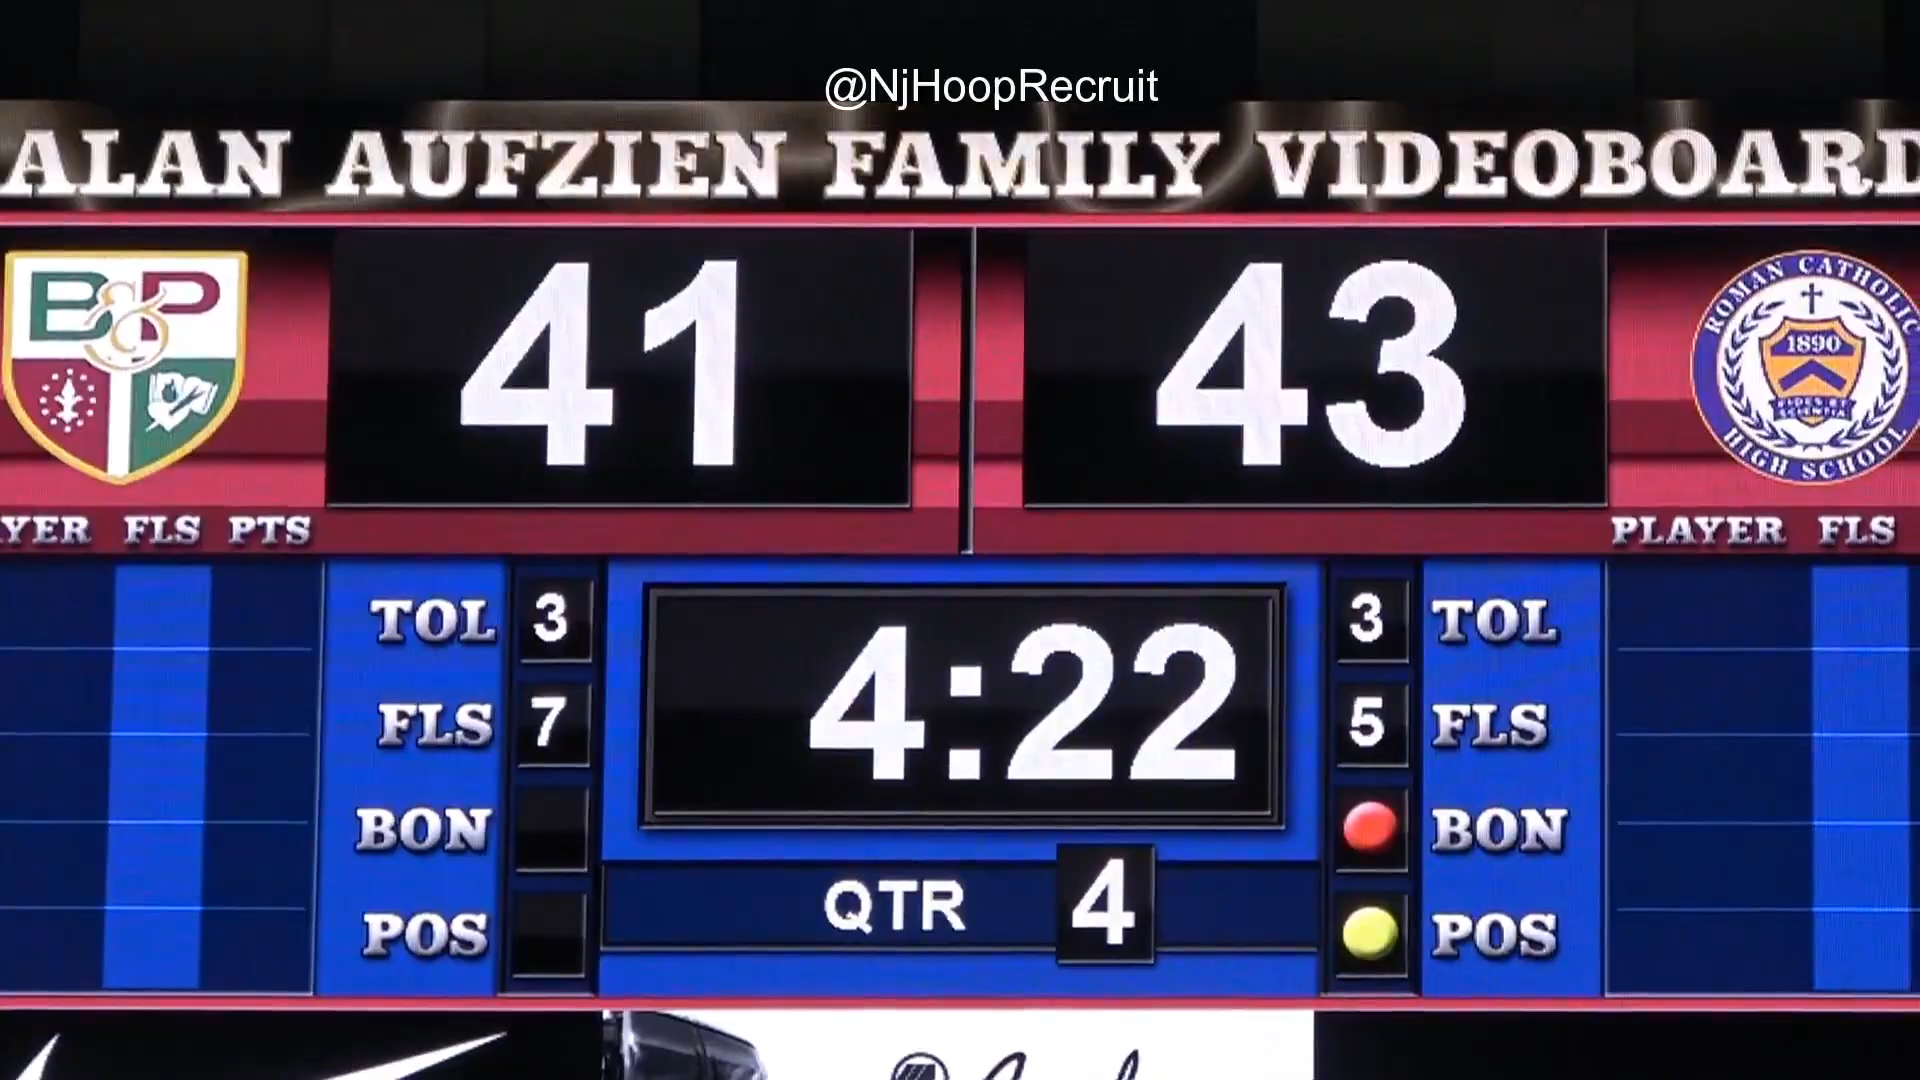 @NjHoopRecruit
ALAN AUFZIEN FAMILY VIDEOBOARD
B&P
41
43
ROMAN CATHOLIC
1890
HIGH SCHOOL
YER FLS PTS
PLAYER FLS
TOL 3
3 TOL
4:22
FLS 7
5 FLS
BON
BON
QTR 4
POS
POS